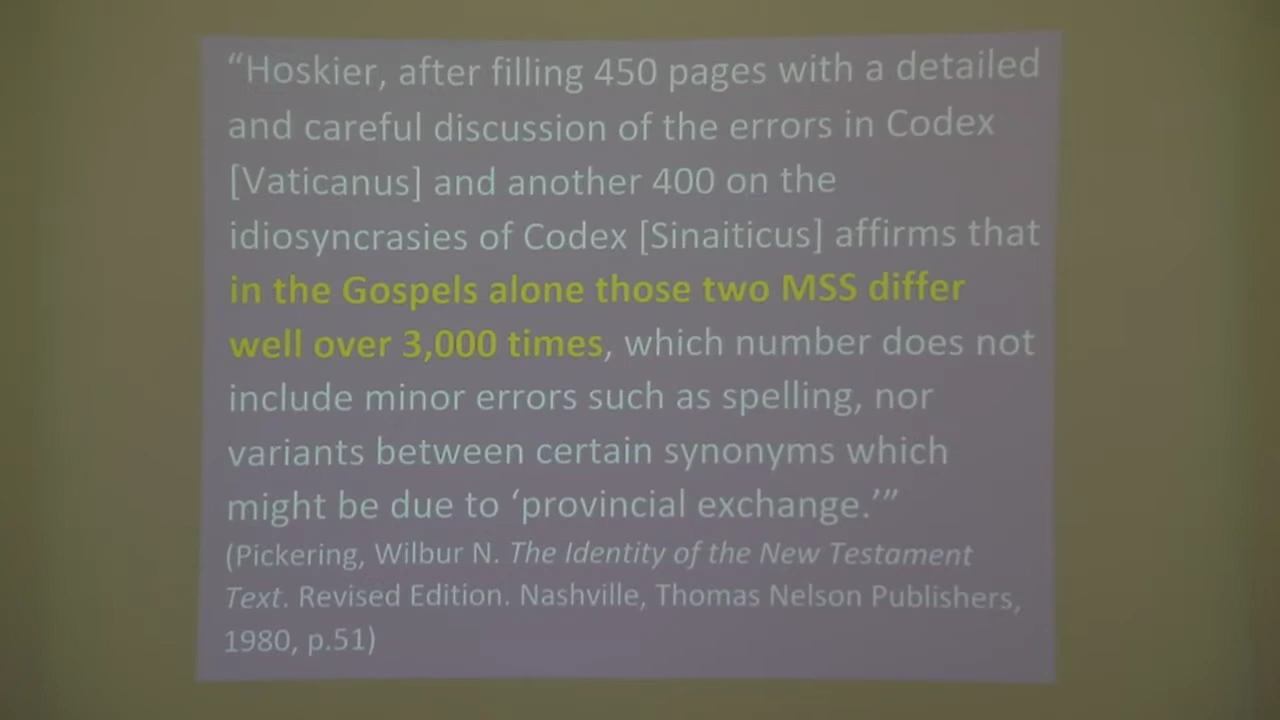 “Hoskier, after filling 450 pages with a detailed
and careful discussion of the errors in Codex
[Vaticanus] and another 400 on the
idiosyncrasies of Codex [Sinaiticus] affirms that
in the Gospels alone those two MSS differ
well over 3,000 times, which number does not
include minor errors such as spelling, nor
variants between certain synonyms which
might be due to ‘provincial exchange.’”
(Pickering, Wilbur N. The Identity of the New Testament
Text. Revised Edition. Nashville, Thomas Nelson Publishers,
1980, p.51)